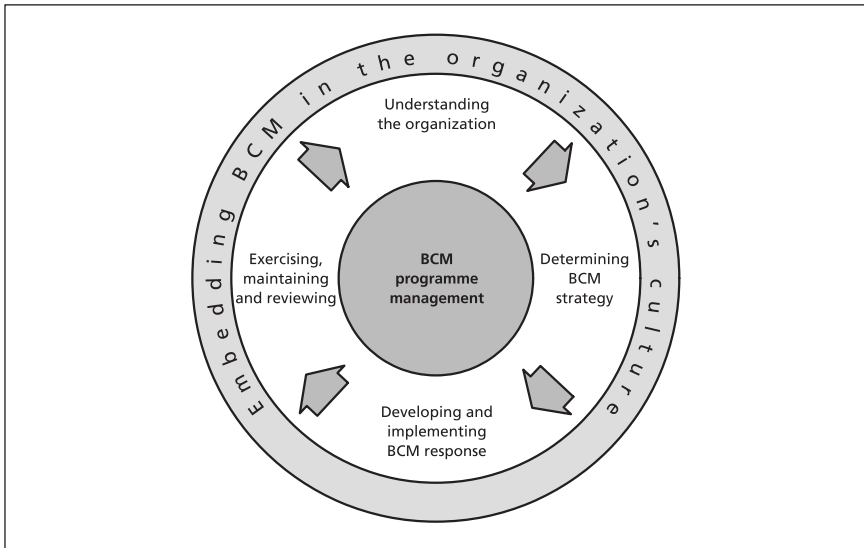 Embedding BCM in the organization's culture
Understanding
the organization
Exercising,
maintaining
and reviewing
BCM
programme
management
Determining
BCM
strategy
Developing and
implementing
BCM response